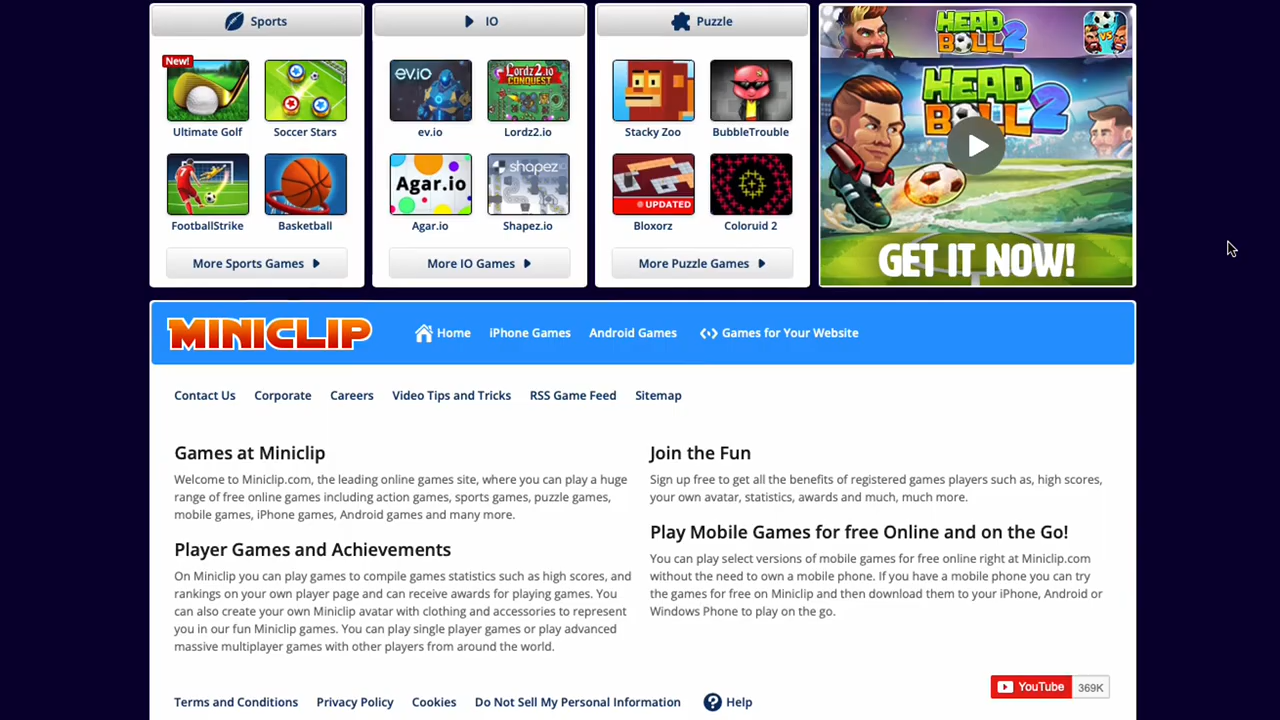 Sports
New!
Ultimate Golf
Soccer Stars
FootballStrike
Basketball
More Sports Games
IO
ev.io
Lordz2.io
CONQUEST
ev.io
Lordz2.io
Agar.io
shapez
Agar.io
Shapez.io
More IO Games
Puzzle
Stacky Zoo
BubbleTrouble
UPDATED
Bloxorz
Coloruid 2
More Puzzle Games
HEAD
BALL 2
VS
HEAD
BALL 2
GET IT NOW!
MINICLIP
Home
iPhone Games
Android Games
Games for Your Website
Contact Us
Corporate
Careers
Video Tips and Tricks
RSS Game Feed
Sitemap
Games at Miniclip
Welcome to Miniclip.com, the leading online games site, where you can play a huge
range of free online games including action games, sports games, puzzle games,
mobile games, iPhone games, Android games and many more.
Player Games and Achievements
On Miniclip you can play games to compile games statistics such as high scores, and
rankings on your own player page and can receive awards for playing games. You
can also create your own Miniclip avatar with clothing and accessories to represent
you in our fun Miniclip games. You can play single player games or play advanced
massive multiplayer games with other players from around the world.
Join the Fun
Sign up free to get all the benefits of registered games players such as, high scores,
your own avatar, statistics, awards and much, much more.
Play Mobile Games for free Online and on the Go!
You can play select versions of mobile games for free online right at Miniclip.com
without the need to own a mobile phone. If you have a mobile phone you can try
the games for free on Miniclip and then download them to your iPhone, Android or
Windows Phone to play on the go.
YouTube
369K
Terms and Conditions
Privacy Policy
Cookies
Do Not Sell My Personal Information
Help